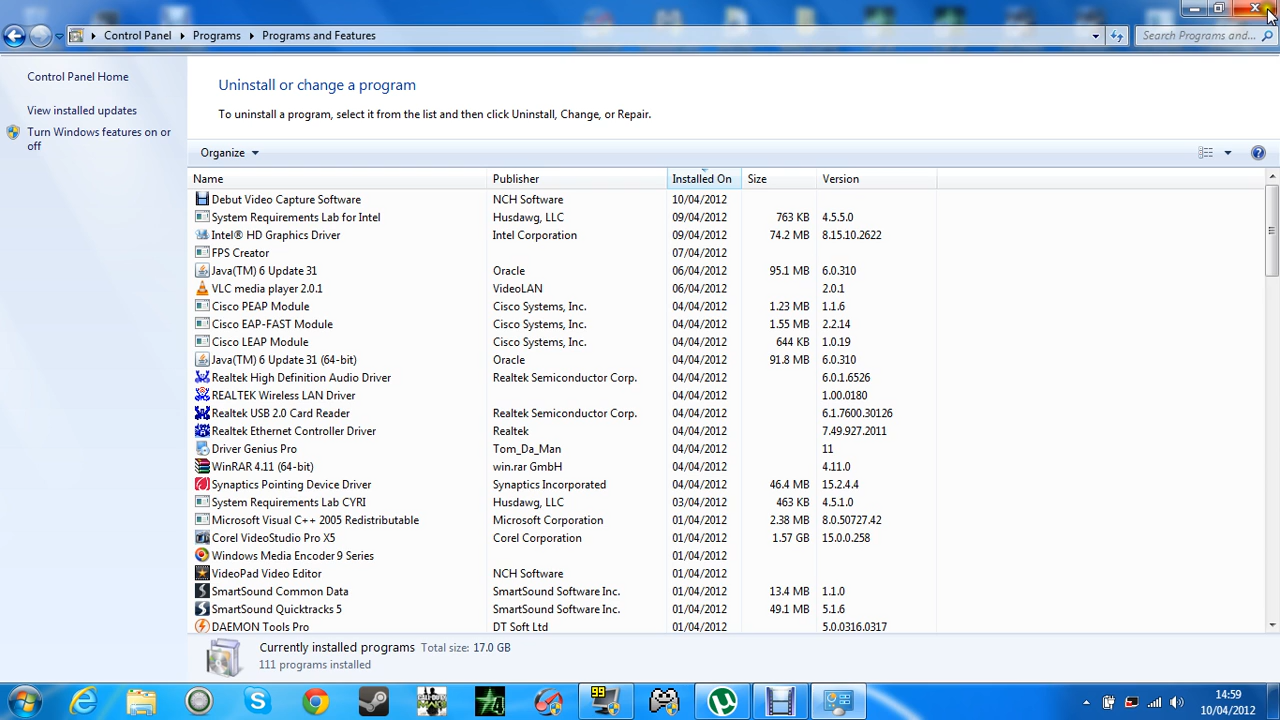 Control Panel Programs Programs and Features Search Programs and...
Control Panel Home
View installed updates
Turn Windows features on or
off
Uninstall or change a program
To uninstall a program, select it from the list and then click Uninstall, Change, or Repair.
Organize
Name Publisher Installed On Size Version
Debut Video Capture Software NCH Software 10/04/2012
System Requirements Lab for Intel Husdawg, LLC 09/04/2012 763 KB 4.5.5.0
Intel® HD Graphics Driver Intel Corporation 09/04/2012 74.2 MB 8.15.10.2622
FPS Creator 07/04/2012
Java(TM) 6 Update 31 Oracle 06/04/2012 95.1 MB 6.0.310
VLC media player 2.0.1 VideoLAN 06/04/2012 2.0.1
Cisco PEAP Module Cisco Systems, Inc. 04/04/2012 1.23 MB 1.1.6
Cisco EAP-FAST Module Cisco Systems, Inc. 04/04/2012 1.55 MB 2.2.14
Cisco LEAP Module Cisco Systems, Inc. 04/04/2012 644 KB 1.0.19
Java(TM) 6 Update 31 (64-bit) Oracle 04/04/2012 91.8 MB 6.0.310
Realtek High Definition Audio Driver Realtek Semiconductor Corp. 04/04/2012 6.0.1.6526
REALTEK Wireless LAN Driver 04/04/2012 1.00.0180
Realtek USB 2.0 Card Reader Realtek Semiconductor Corp. 04/04/2012 6.1.7600.30126
Realtek Ethernet Controller Driver Realtek 04/04/2012 7.49.927.2011
Driver Genius Pro Tom_Da_Man 04/04/2012 11
WinRAR 4.11 (64-bit) win.rar GmbH 04/04/2012 4.11.0
Synaptics Pointing Device Driver Synaptics Incorporated 04/04/2012 46.4 MB 15.2.4.4
System Requirements Lab CYRI Husdawg, LLC 03/04/2012 463 KB 4.5.1.0
Microsoft Visual C++ 2005 Redistributable Microsoft Corporation 01/04/2012 2.38 MB 8.0.50727.42
Corel VideoStudio Pro X5 Corel Corporation 01/04/2012 1.57 GB 15.0.0.258
Windows Media Encoder 9 Series 01/04/2012
VideoPad Video Editor NCH Software 01/04/2012
SmartSound Common Data SmartSound Software Inc. 01/04/2012 13.4 MB 1.1.0
SmartSound Quicktracks 5 SmartSound Software Inc. 01/04/2012 49.1 MB 5.1.6
DAEMON Tools Pro DT Soft Ltd 01/04/2012 5.0.0316.0317
Currently installed programs Total size: 17.0 GB
111 programs installed
99
14:59
10/04/2012